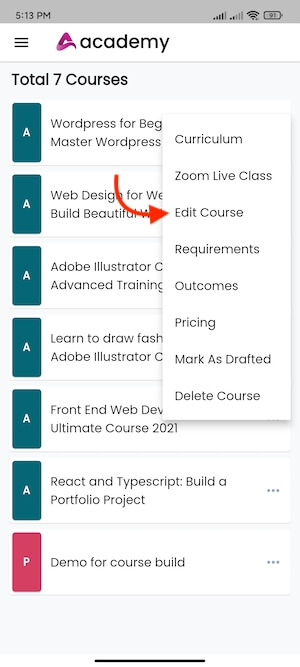 5:13 PM
academy
Total 7 Courses
A
Wordpress for Beg
Master Wordpress
A
Web Design for We
Build Beautiful W
A
Adobe Illustrator C
Advanced Training
A
Learn to draw fash
Adobe Illustrator C
A
Front End Web Dev
Ultimate Course 2021
A
React and Typescript: Build a
Portfolio Project
P
Demo for course build
Curriculum
Zoom Live Class
Edit Course
Requirements
Outcomes
Pricing
Mark As Drafted
Delete Course